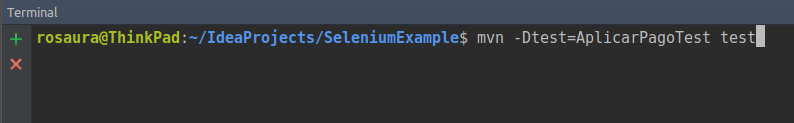 Terminal
rosaura@ThinkPad:~/IdeaProjects/SeleniumExample$ mvn -Dtest=AplicarPagoTest test